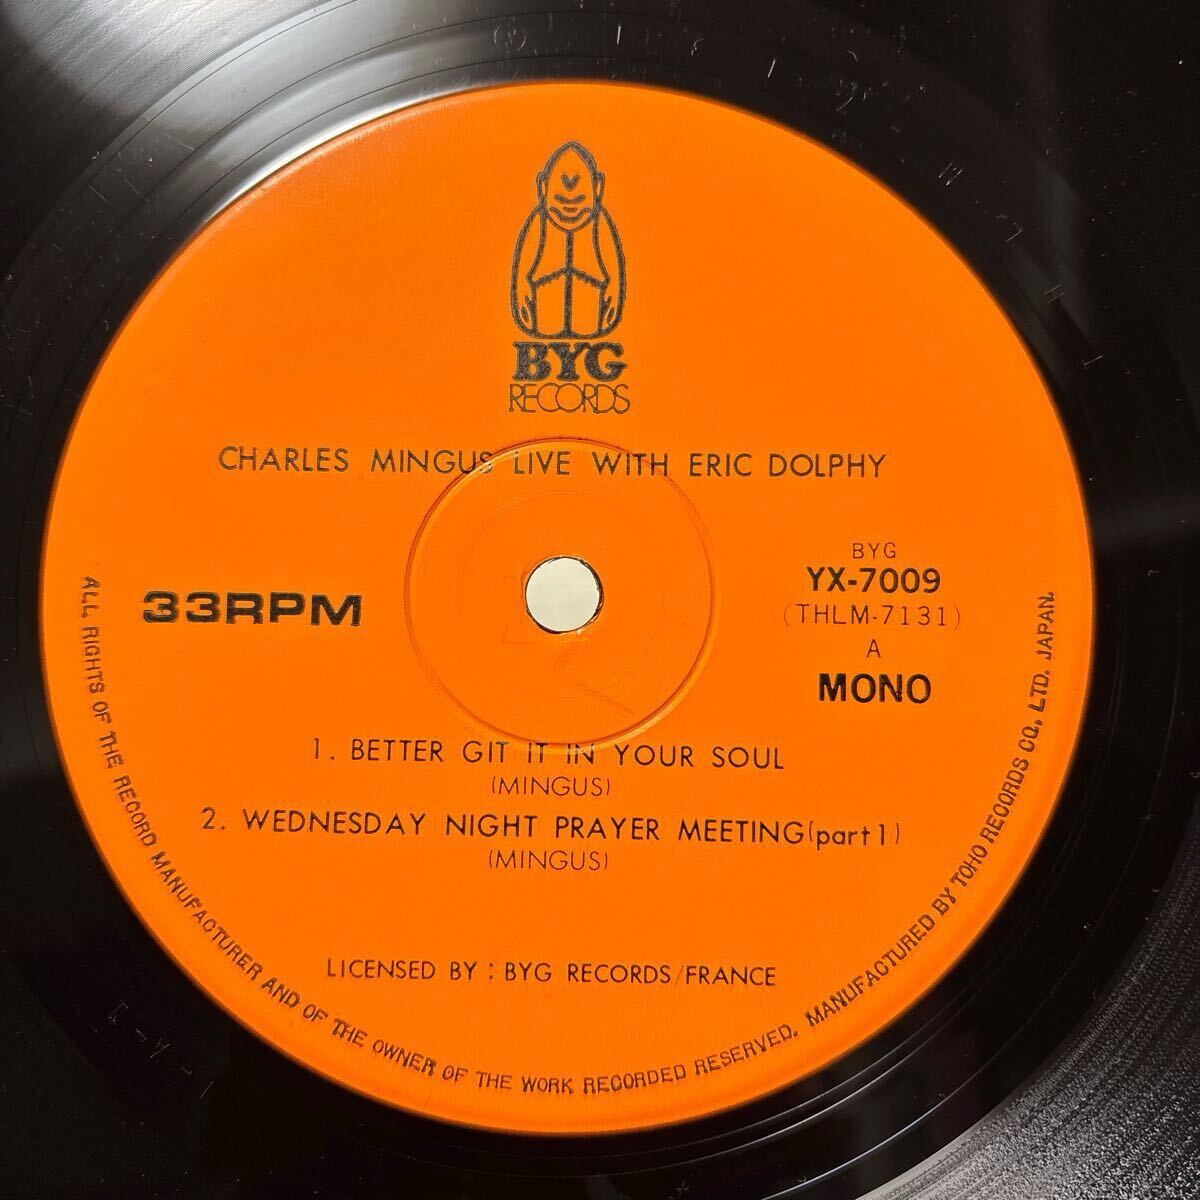 BYG
RECORDS
CHARLES MINGUS LIVE WITH ERIC DOLPHY
BYG
YX-7009
(THLM-7131)
A
MONO
33RPM
1. BETTER GIT IT IN YOUR SOUL
(MINGUS)
2. WEDNESDAY NIGHT PRAYER MEETING(part1)
(MINGUS)
LICENSED BY : BYG RECORDS/FRANCE
ALL RIGHTS OF THE RECORD MANUFACTURER AND OF THE OWNER OF THE WORK RECORDED RESERVED. MANUFACTURED BY TOHO RECORDS CO., LTD. JAPAN.